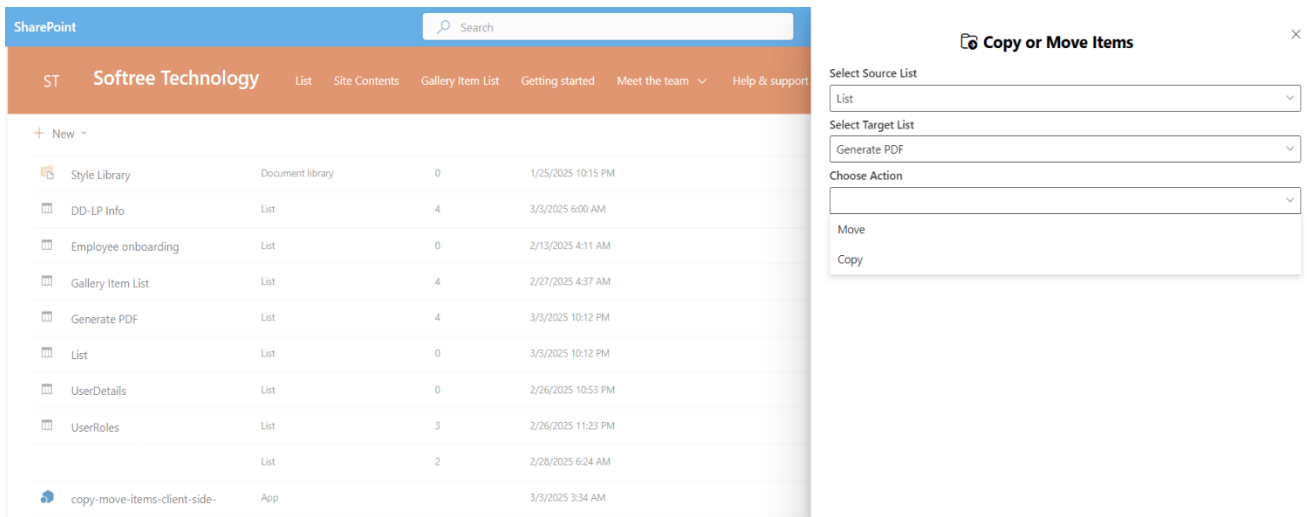 SharePoint
Search
ST Softree Technology List Site Contents Gallery Item List Getting started Meet the team Help & support
+ New
Style Library Document library 0 1/25/2025 10:15 PM
DD-LP Info List 4 3/3/2025 6:00 AM
Employee onboarding List 0 2/13/2025 4:11 AM
Gallery Item List List 4 2/27/2025 4:37 AM
Generate PDF List 4 3/3/2025 10:12 PM
List List 0 3/3/2025 10:12 PM
UserDetails List 0 2/26/2025 10:53 PM
UserRoles List 3 2/26/2025 11:23 PM
List 2 2/28/2025 6:24 AM
copy-move-items-client-side- App 3/3/2025 3:34 AM
Copy or Move Items
Select Source List
List
Select Target List
Generate PDF
Choose Action
Move
Copy